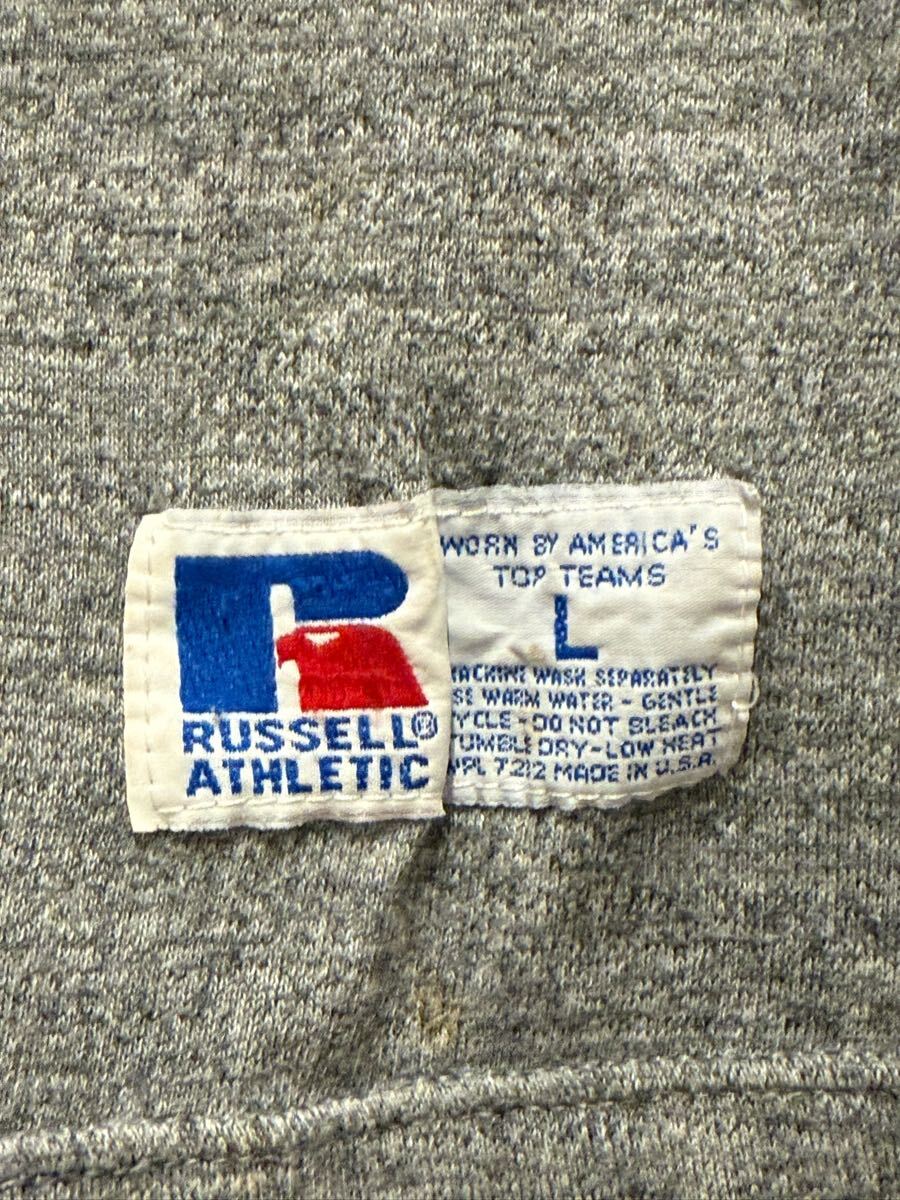 RUSSELL®
ATHLETIC
WORN BY AMERICA'S
TOP TEAMS
L
MACHINE WASH SEPARATELY
SE WARM WATER - GENTLE
YCLE - DO NOT BLEACH
TUMBLE DRY-LOW HEAT
WPL 7212 MADE IN U.S.A.